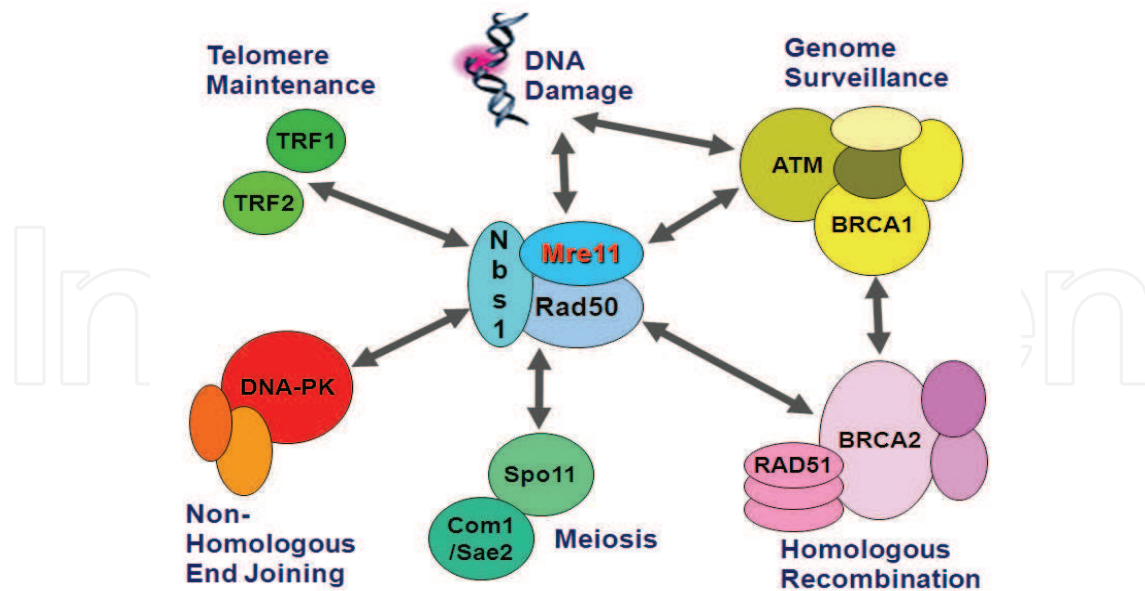 Telomere
Maintenance
DNA
Damage
Genome
Surveillance
TRF1
TRF2
ATM
BRCA1
Nbs1
Mre11
Rad50
DNA-PK
BRCA2
RAD51
Spo11
Com1
/Sae2
Meiosis
Non-
Homologous
End Joining
Homologous
Recombination